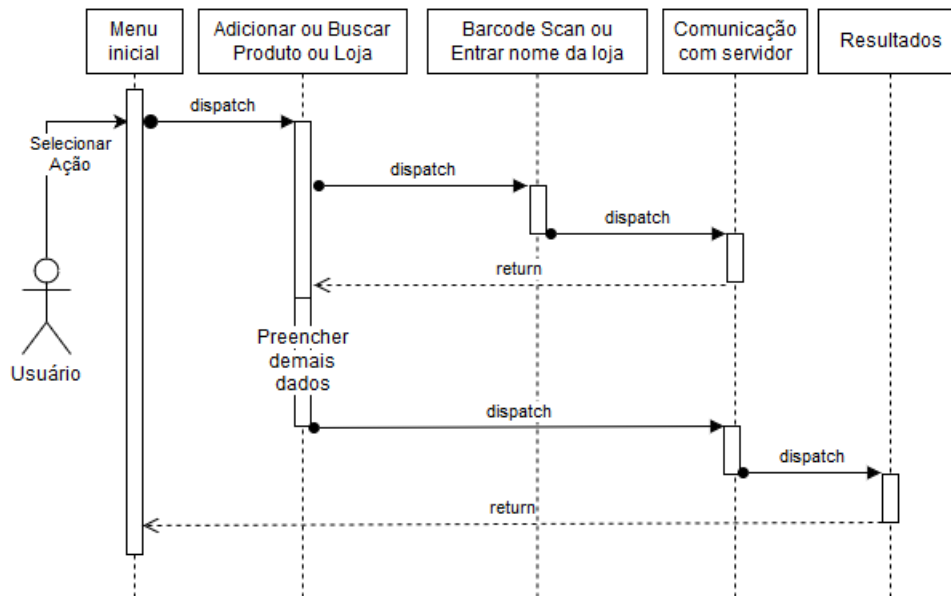 Menu
inicial
Adicionar ou Buscar
Produto ou Loja
Barcode Scan ou
Entrar nome da loja
Comunicação
com servidor
Resultados
dispatch
Selecionar
Ação
dispatch
dispatch
return
Preencher
demais
dados
Usuário
dispatch
dispatch
return